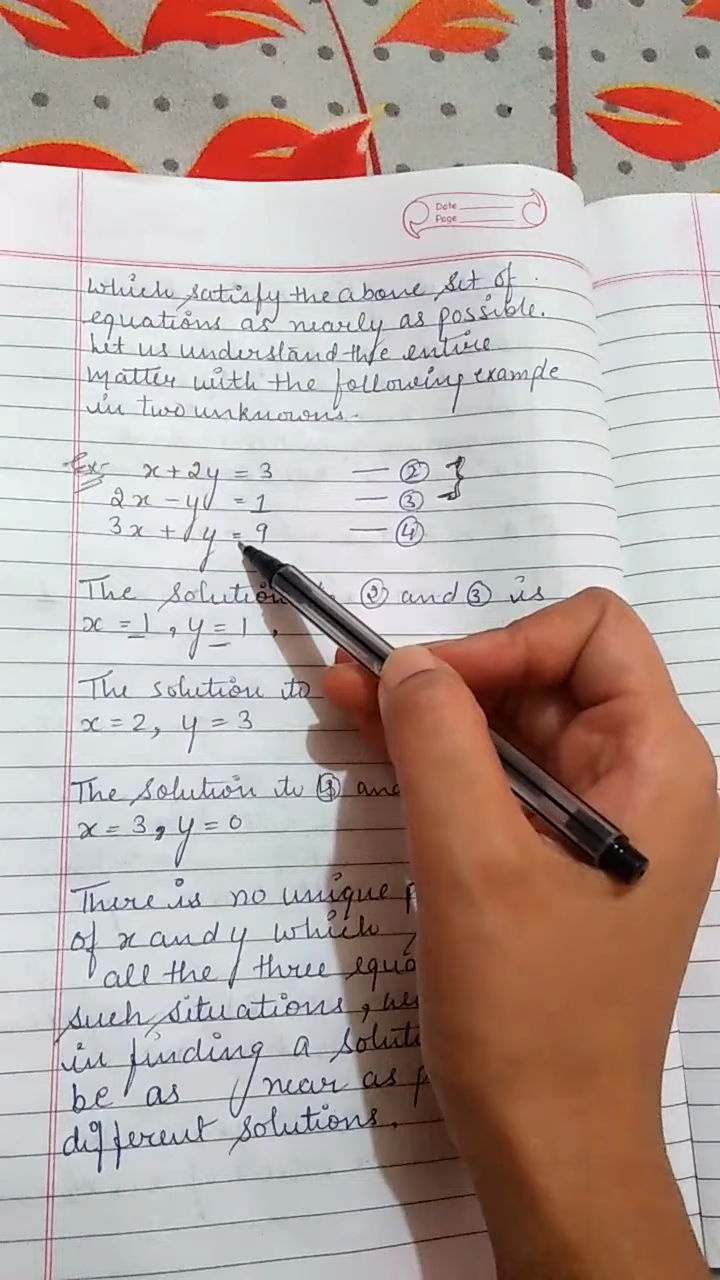 Date
Page
which satisfy the above set of
equations as nearly as possible.
Let us understand the entire
matter with the following example
in two unknowns.
Ex:- x + 2y = 3 — ②
2x - y = 1 — ③
3x + y = 9 — ④
The solution ② and ③ is
x = 1, y = 1,
The solution to
x = 2, y = 3
The solution to ④ and
x = 3, y = 0
There is no unique
of x and y which
all the three
such situations,
in finding a
be as near as
different solutions.